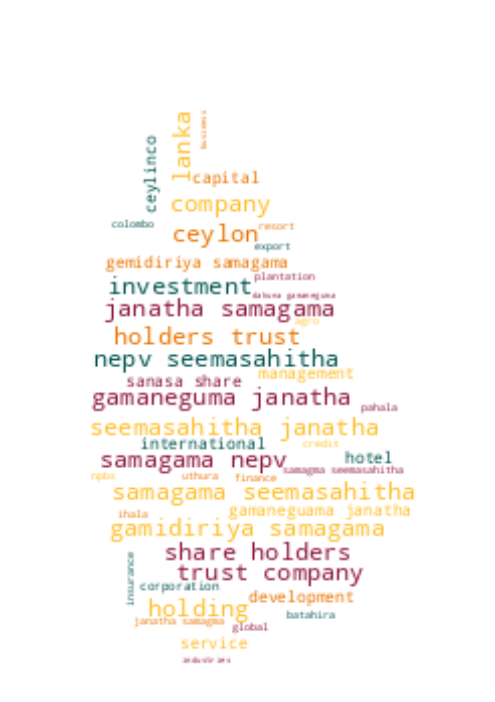 business
lanka
ceylinco
capital
company
colombo
resort
ceylon
export
gemidiriya samagama
plantation
investment
dakuna gamaneguma
janatha samagama
agro
holders trust
nepv seemasahitha
management
sanasa share
gamaneguma janatha
pahala
seemasahitha janatha
international
credit
samagama nepv
hotel
samagma seemasahitha
npbs
uthura
finance
samagama seemasahitha
gamaneguama janatha
ihala
gamidiriya samagama
share holders
trust company
insurance
corporation
development
holding
batahira
janatha samagma
global
service
industries